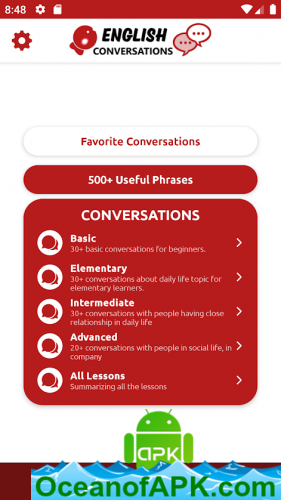 8:48
ENGLISH
CONVERSATIONS
Favorite Conversations
500+ Useful Phrases
CONVERSATIONS
Basic
30+ basic conversations for beginners.
Elementary
30+ conversations about daily life topic for
elementary learners.
Intermediate
30+ conversations with people having close
relationship in daily life
Advanced
20+ conversations with people in social life, in
company
All Lessons
Summarizing all the lessons
APK
OceanofAPK.com